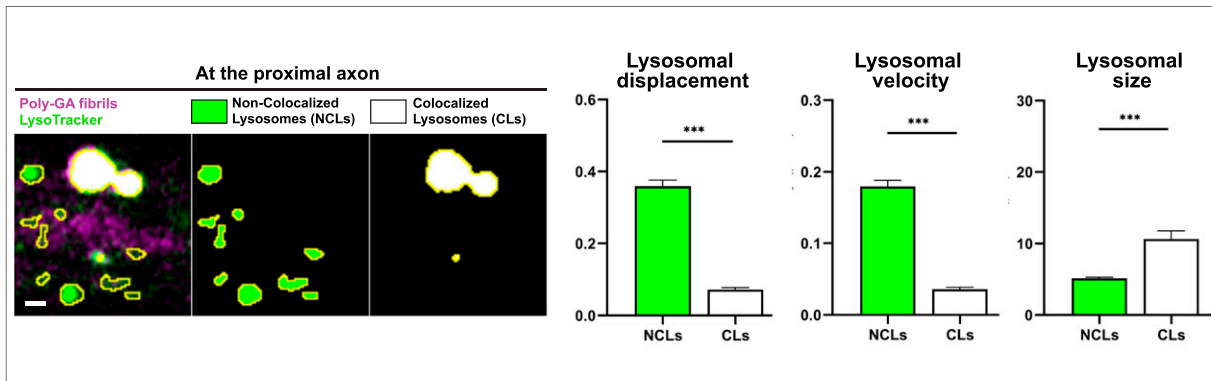 At the proximal axon
Poly-GA fibrils
LysoTracker
Non-Colocalized
Lysosomes (NCLs)
Colocalized
Lysosomes (CLs)
Lysosomal
displacement
0.6
0.4
0.2
0.0
***
NCLs CLs
Lysosomal
velocity
0.3
0.2
0.1
0.0
***
NCLs CLs
Lysosomal
size
30
20
10
0
***
NCLs CLs